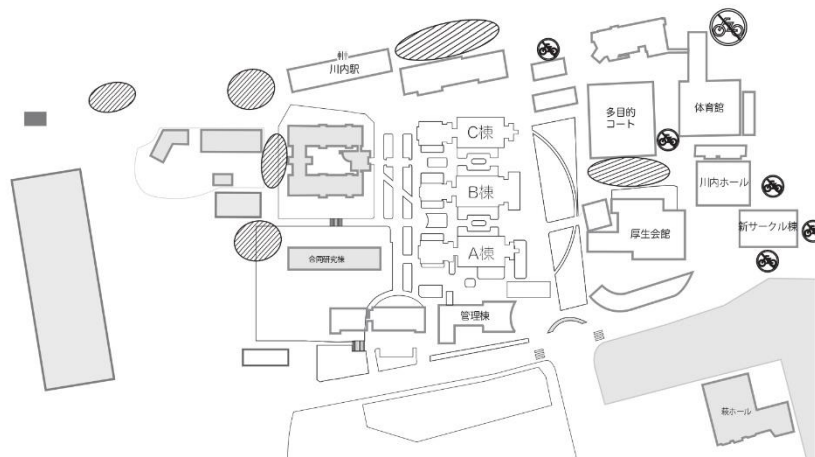 川内駅
多目的
コート
体育館
C棟
B棟
A棟
川内ホール
厚生会館
新サークル棟
合同研究棟
管理棟
萩ホール